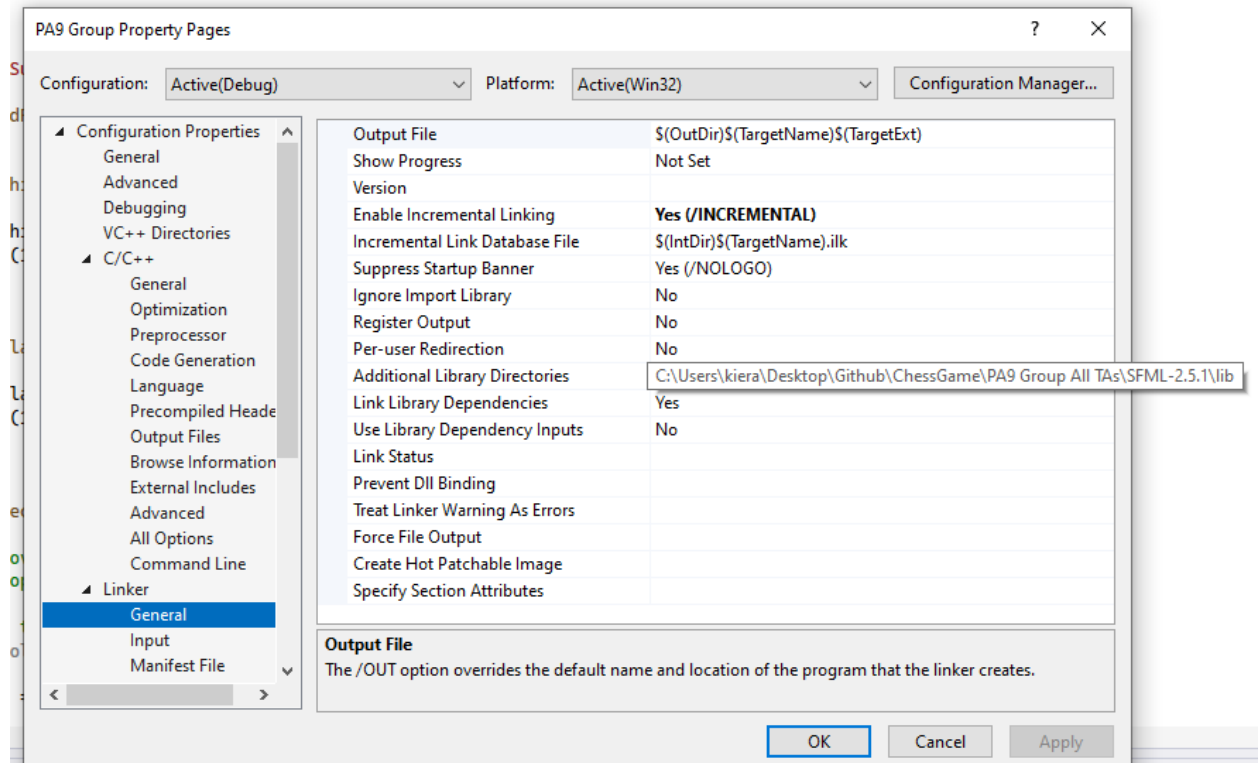 PA9 Group Property Pages
?
Configuration: Active(Debug) Platform: Active(Win32) Configuration Manager...
Configuration Properties
General
Advanced
Debugging
VC++ Directories
C/C++
General
Optimization
Preprocessor
Code Generation
Language
Precompiled Heade
Output Files
Browse Information
External Includes
Advanced
All Options
Command Line
Linker
General
Input
Manifest File
Output File $(OutDir)$(TargetName)$(TargetExt)
Show Progress Not Set
Version
Enable Incremental Linking Yes (/INCREMENTAL)
Incremental Link Database File $(IntDir)$(TargetName).ilk
Suppress Startup Banner Yes (/NOLOGO)
Ignore Import Library No
Register Output No
Per-user Redirection No
Additional Library Directories C:\Users\kiera\Desktop\Github\ChessGame\PA9 Group All TAs\SFML-2.5.1\lib
Link Library Dependencies Yes
Use Library Dependency Inputs No
Link Status
Prevent Dll Binding
Treat Linker Warning As Errors
Force File Output
Create Hot Patchable Image
Specify Section Attributes
Output File
The /OUT option overrides the default name and location of the program that the linker creates.
OK Cancel Apply